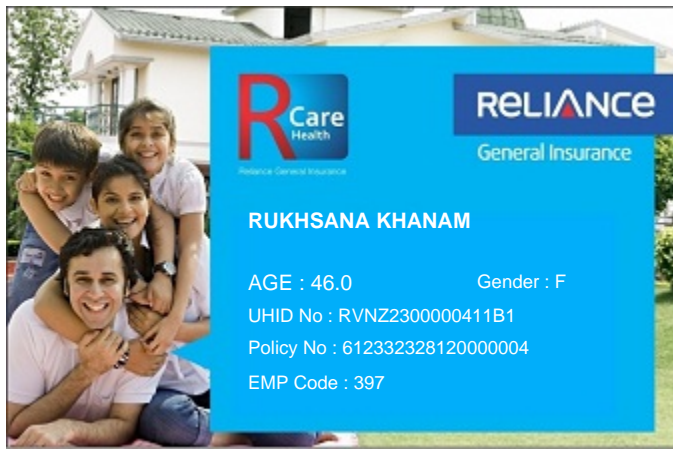 R Care
Health
Reliance General Insurance
RELIANCE
General Insurance
RUKHSANA KHANAM
AGE : 46.0 Gender : F
UHID No : RVNZ2300000411B1
Policy No : 612332328120000004
EMP Code : 397